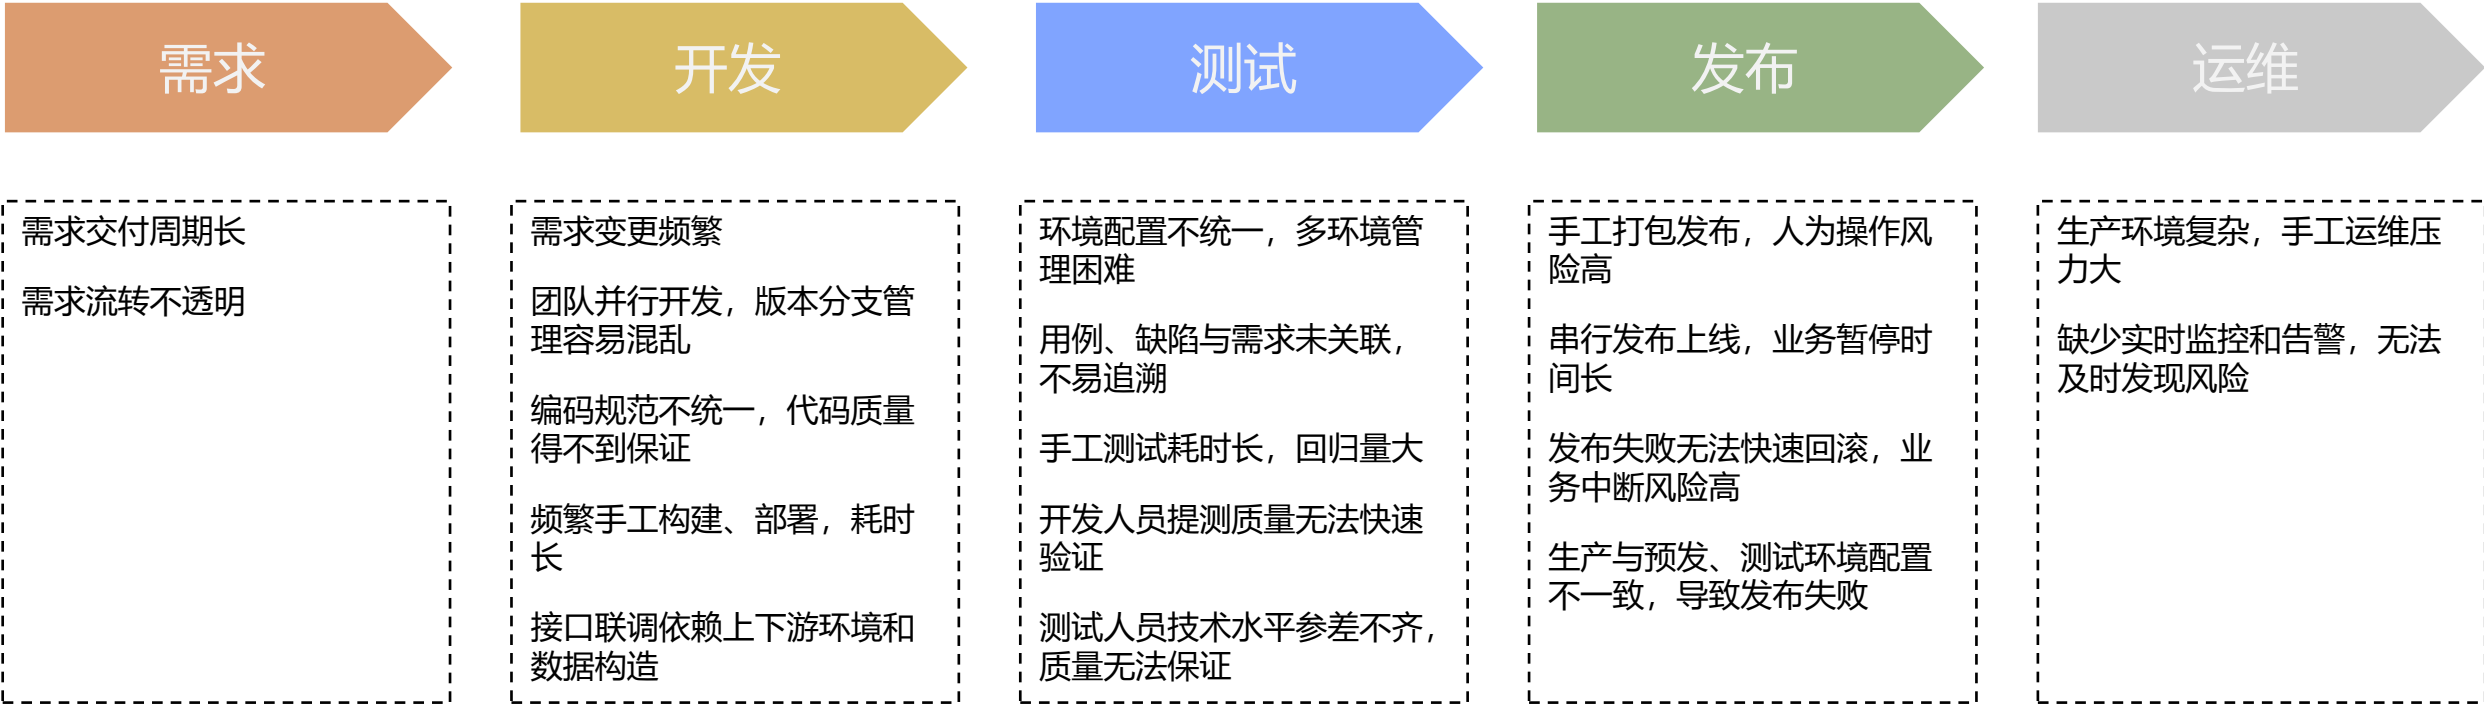 需求
开发
测试
发布
运维
需求交付周期长
需求流转不透明
需求变更频繁
团队并行开发，版本分支管
理容易混乱
编码规范不统一，代码质量
得不到保证
频繁手工构建、部署，耗时
长
接口联调依赖上下游环境和
数据构造
环境配置不统一，多环境管
理困难
用例、缺陷与需求未关联，
不易追溯
手工测试耗时长，回归量大
开发人员提测质量无法快速
验证
测试人员技术水平参差不齐，
质量无法保证
手工打包发布，人为操作风
险高
串行发布上线，业务暂停时
间长
发布失败无法快速回滚，业
务中断风险高
生产与预发、测试环境配置
不一致，导致发布失败
生产环境复杂，手工运维压
力大
缺少实时监控和告警，无法
及时发现风险